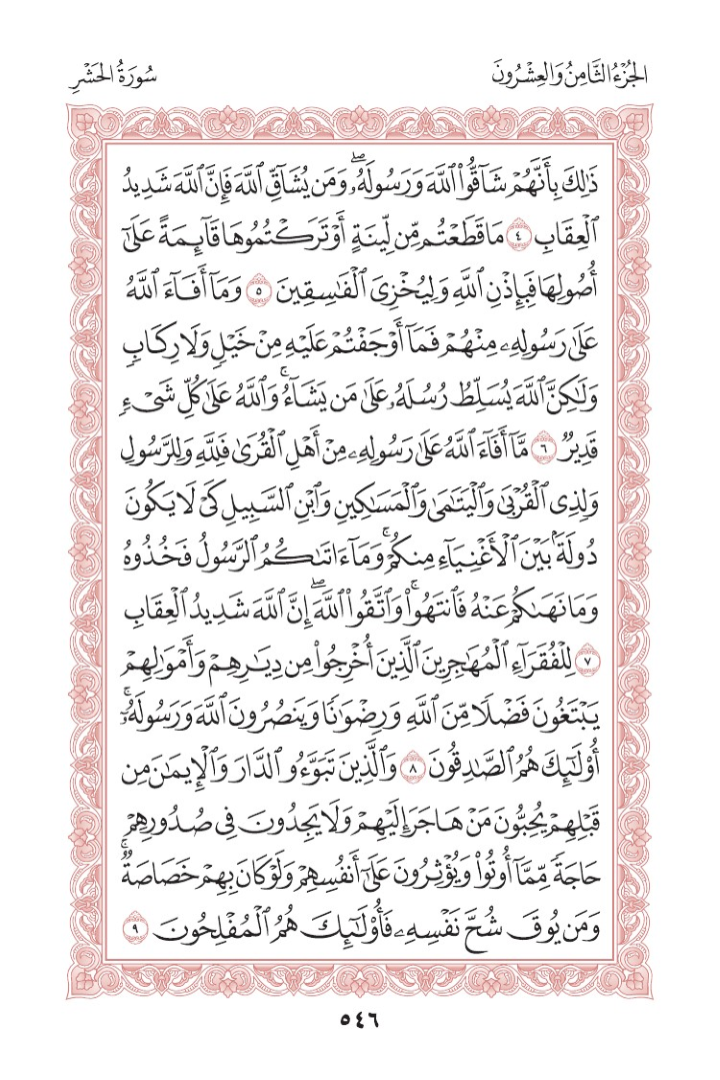 الجُزْءُ الثَّامِنُ وَالعِشْرُونَ
سُورَةُ الحَشْرِ
ذَٰلِكَ بِأَنَّهُمْ شَآقُّوا۟ ٱللَّهَ وَرَسُولَهُۥ ۖ وَمَن يُشَآقِّ ٱللَّهَ فَإِنَّ ٱللَّهَ شَدِيدُ
ٱلْعِقَابِ ٤ مَا قَطَعْتُم مِّن لِّينَةٍ أَوْ تَرَكْتُمُوهَا قَآئِمَةً عَلَىٰٓ
أُصُولِهَا فَبِإِذْنِ ٱللَّهِ وَلِيُخْزِىَ ٱلْفَـٰسِقِينَ ٥ وَمَآ أَفَآءَ ٱللَّهُ
عَلَىٰ رَسُولِهِۦ مِنْهُمْ فَمَآ أَوْجَفْتُمْ عَلَيْهِ مِنْ خَيْلٍ وَلَا رِكَابٍ
وَلَـٰكِنَّ ٱللَّهَ يُسَلِّطُ رُسُلَهُۥ عَلَىٰ مَن يَشَآءُ ۚ وَٱللَّهُ عَلَىٰ كُلِّ شَىْءٍ
قَدِيرٌ ٦ مَّآ أَفَآءَ ٱللَّهُ عَلَىٰ رَسُولِهِۦ مِنْ أَهْلِ ٱلْقُرَىٰ فَلِلَّهِ وَلِلرَّسُولِ
وَلِذِى ٱلْقُرْبَىٰ وَٱلْيَتَـٰمَىٰ وَٱلْمَسَـٰكِينِ وَٱبْنِ ٱلسَّبِيلِ كَىْ لَا يَكُونَ
دُولَةًۢ بَيْنَ ٱلْأَغْنِيَآءِ مِنكُمْ ۚ وَمَآ ءَاتَىٰكُمُ ٱلرَّسُولُ فَخُذُوهُ
وَمَا نَهَىٰكُمْ عَنْهُ فَٱنتَهُوا۟ ۚ وَٱتَّقُوا۟ ٱللَّهَ ۖ إِنَّ ٱللَّهَ شَدِيدُ ٱلْعِقَابِ
٧ لِلْفُقَرَآءِ ٱلْمُهَـٰجِرِينَ ٱلَّذِينَ أُخْرِجُوا۟ مِن دِيَـٰرِهِمْ وَأَمْوَٰلِهِمْ
يَبْتَغُونَ فَضْلًا مِّنَ ٱللَّهِ وَرِضْوَٰنًا وَيَنصُرُونَ ٱللَّهَ وَرَسُولَهُۥٓ ۚ
أُو۟لَـٰٓئِكَ هُمُ ٱلصَّـٰدِقُونَ ٨ وَٱلَّذِينَ تَبَوَّءُو ٱلدَّارَ وَٱلْإِيمَـٰنَ مِن
قَبْلِهِمْ يُحِبُّونَ مَنْ هَاجَرَ إِلَيْهِمْ وَلَا يَجِدُونَ فِى صُدُورِهِمْ
حَاجَةً مِّمَّآ أُوتُوا۟ وَيُؤْثِرُونَ عَلَىٰٓ أَنفُسِهِمْ وَلَوْ كَانَ بِهِمْ خَصَاصَةٌ ۚ
وَمَن يُوقَ شُحَّ نَفْسِهِۦ فَأُو۟لَـٰٓئِكَ هُمُ ٱلْمُفْلِحُونَ ٩
٥٤٦